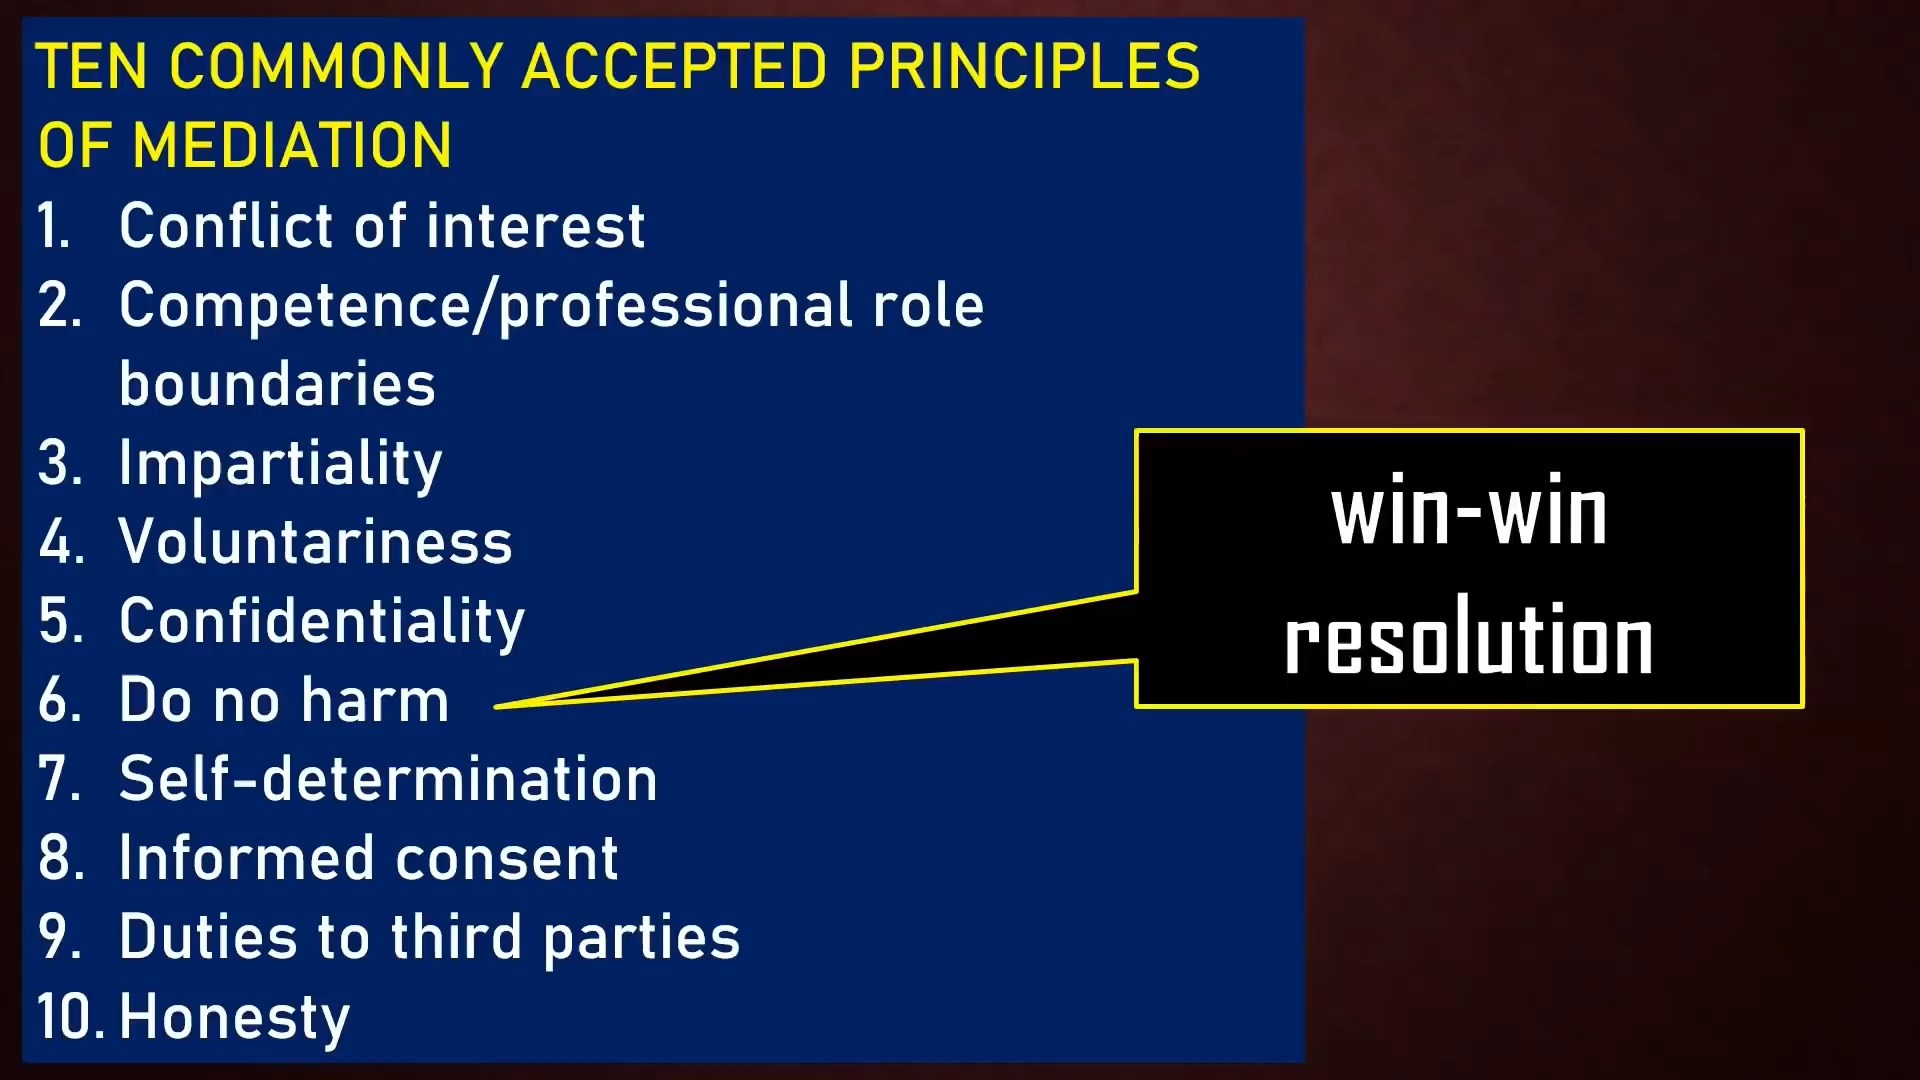 TEN COMMONLY ACCEPTED PRINCIPLES
OF MEDIATION
1. Conflict of interest
2. Competence/professional role
boundaries
3. Impartiality
4. Voluntariness
5. Confidentiality
6. Do no harm
7. Self-determination
8. Informed consent
9. Duties to third parties
10. Honesty
win-win
resolution